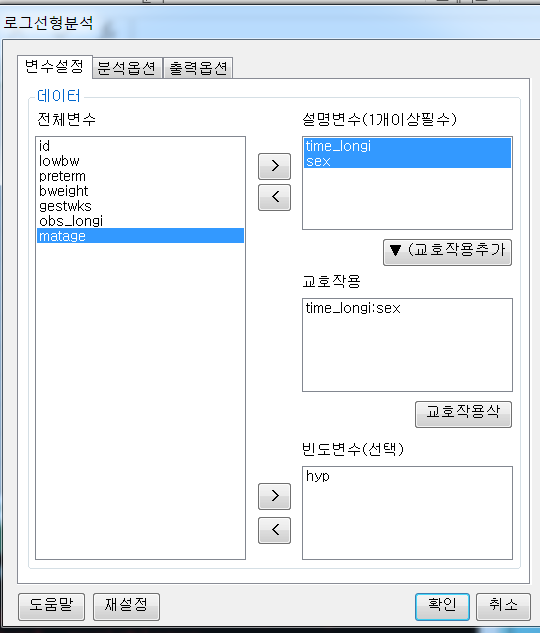 로그선형분석
변수설정 분석옵션 출력옵션
데이터
전체변수
id
lowbw
preterm
bweight
gestwks
obs_longi
matage
>
<
설명변수(1개이상필수)
time_longi
sex
▼ (교호작용추가
교호작용
time_longi:sex
교호작용삭
빈도변수(선택)
>
<
hyp
도움말 재설정 확인 취소